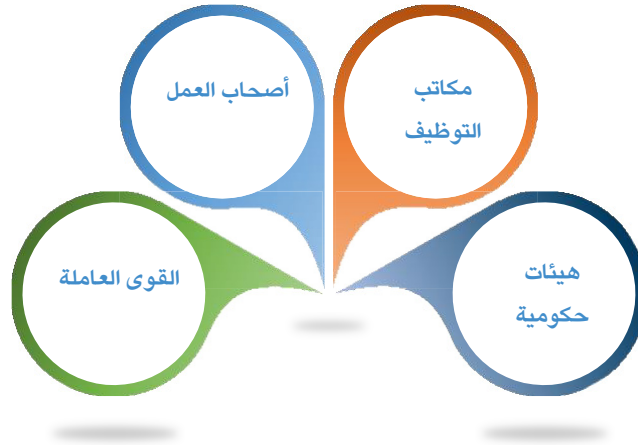 مكاتب
التوظيف
أصحاب العمل
هيئات
حكومية
القوى العاملة